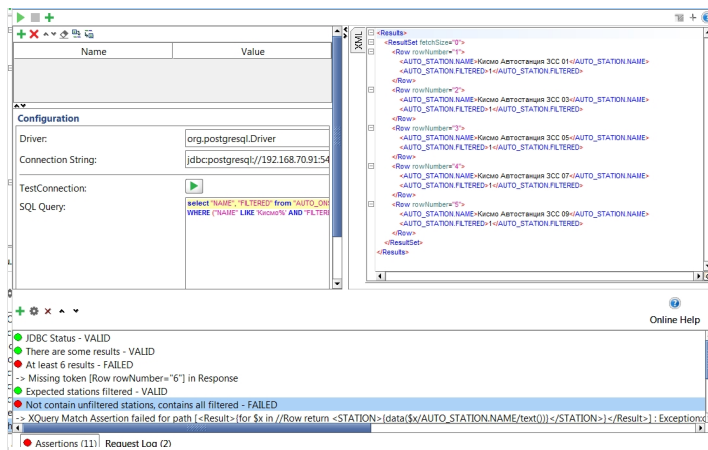 Name Value
Configuration
Driver: org.postgresql.Driver
Connection String: jdbc:postgresql://192.168.70.91:54
TestConnection:
SQL Query: select "NAME", "FILTERED" from "AUTO_ON
WHERE ("NAME" LIKE 'Кисмо%' AND "FILTER
XML
<Results>
<ResultSet fetchSize="0">
<Row rowNumber="1">
<AUTO_STATION.NAME>Кисмо Автостанция ЗСС 01</AUTO_STATION.NAME>
<AUTO_STATION.FILTERED>1</AUTO_STATION.FILTERED>
</Row>
<Row rowNumber="2">
<AUTO_STATION.NAME>Кисмо Автостанция ЗСС 03</AUTO_STATION.NAME>
<AUTO_STATION.FILTERED>1</AUTO_STATION.FILTERED>
</Row>
<Row rowNumber="3">
<AUTO_STATION.NAME>Кисмо Автостанция ЗСС 05</AUTO_STATION.NAME>
<AUTO_STATION.FILTERED>1</AUTO_STATION.FILTERED>
</Row>
<Row rowNumber="4">
<AUTO_STATION.NAME>Кисмо Автостанция ЗСС 07</AUTO_STATION.NAME>
<AUTO_STATION.FILTERED>1</AUTO_STATION.FILTERED>
</Row>
<Row rowNumber="5">
<AUTO_STATION.NAME>Кисмо Автостанция ЗСС 09</AUTO_STATION.NAME>
<AUTO_STATION.FILTERED>1</AUTO_STATION.FILTERED>
</Row>
</ResultSet>
</Results>
Online Help
JDBC Status - VALID
There are some results - VALID
At least 6 results - FAILED
-> Missing token [Row rowNumber="6"] in Response
Expected stations filtered - VALID
Not contain unfiltered stations, contains all filtered - FAILED
-> XQuery Match Assertion failed for path [<Result>{for $x in //Row return <STATION>{data($x/AUTO_STATION.NAME/text())}</STATION>}</Result>] : Exception:
Assertions (11) Request Log (2)